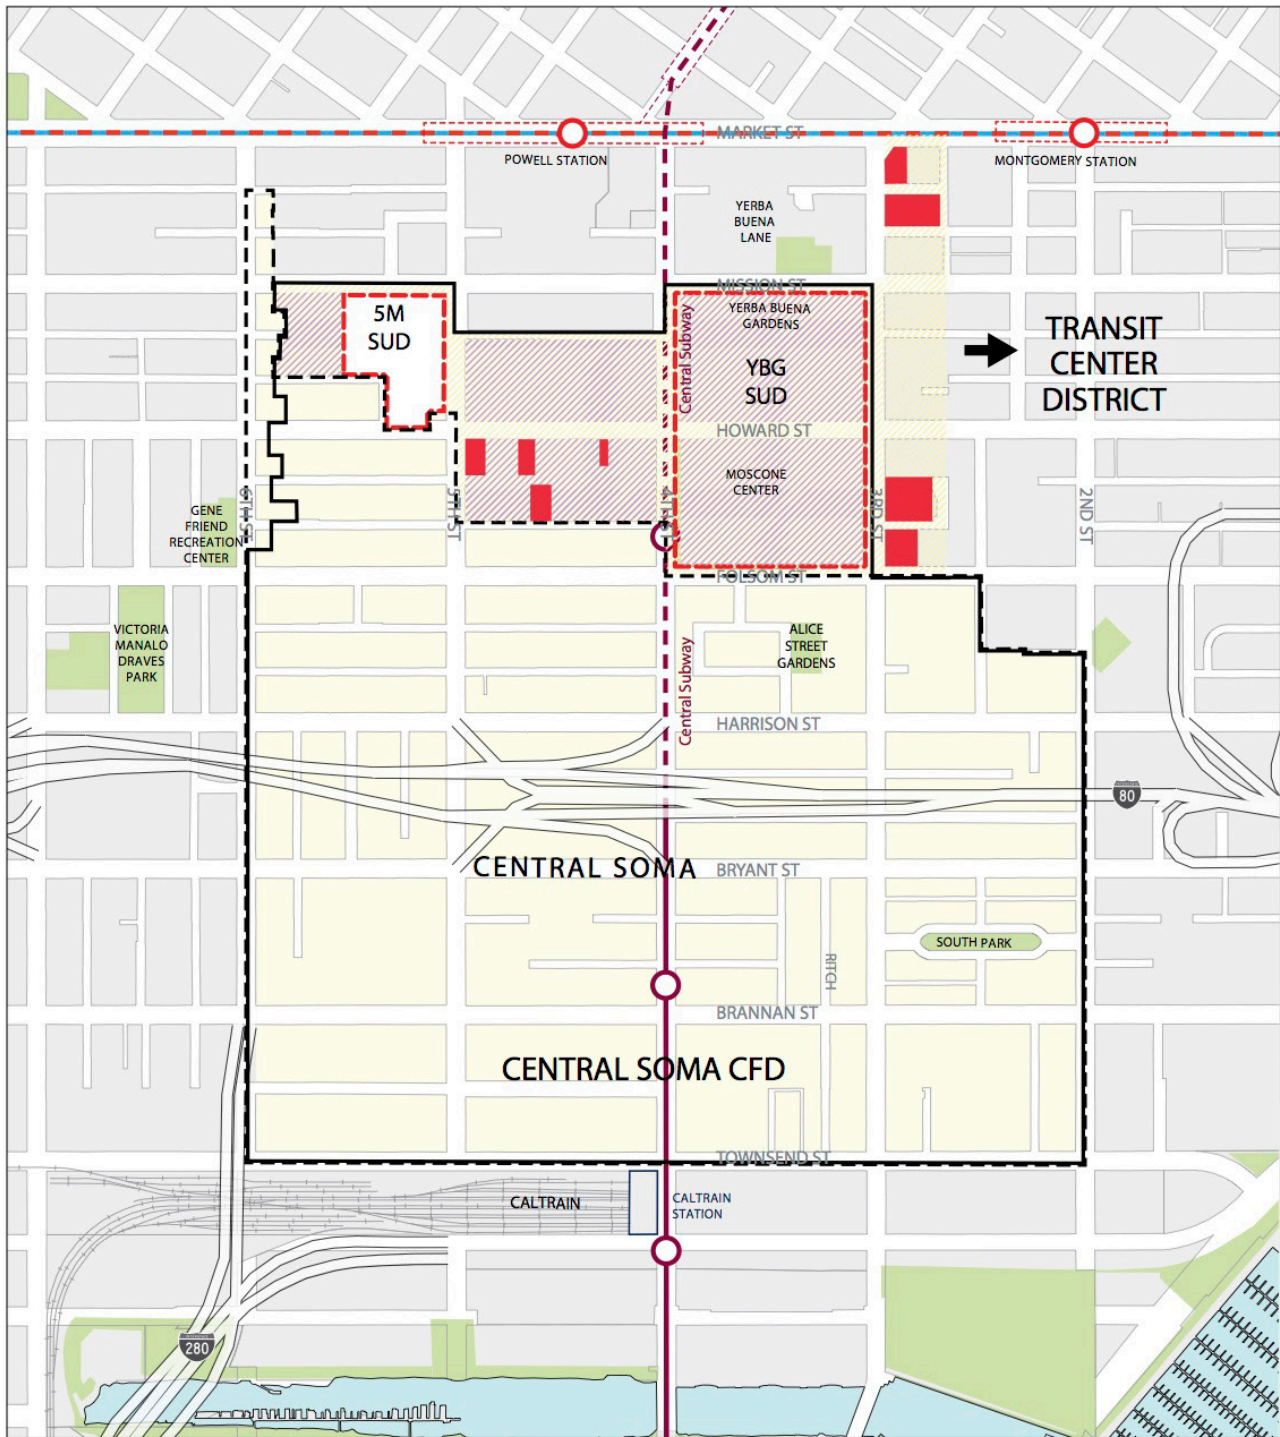 MARKET ST
POWELL STATION
MONTGOMERY STATION
YERBA
BUENA
LANE
MISSION ST
5M
SUD
YERBA BUENA
GARDENS
Central Subway
YBG
SUD
TRANSIT
CENTER
DISTRICT
HOWARD ST
MOSCONE
CENTER
GENE
FRIEND
RECREATION
CENTER
6TH ST
5TH ST
4TH ST
3RD ST
2ND ST
FOLSOM ST
VICTORIA
MANALO
DRAVES
PARK
ALICE
STREET
GARDENS
Central Subway
HARRISON ST
80
CENTRAL SOMA
BRYANT ST
SOUTH PARK
RITCH
BRANNAN ST
CENTRAL SOMA CFD
TOWNSEND ST
CALTRAIN
CALTRAIN
STATION
280